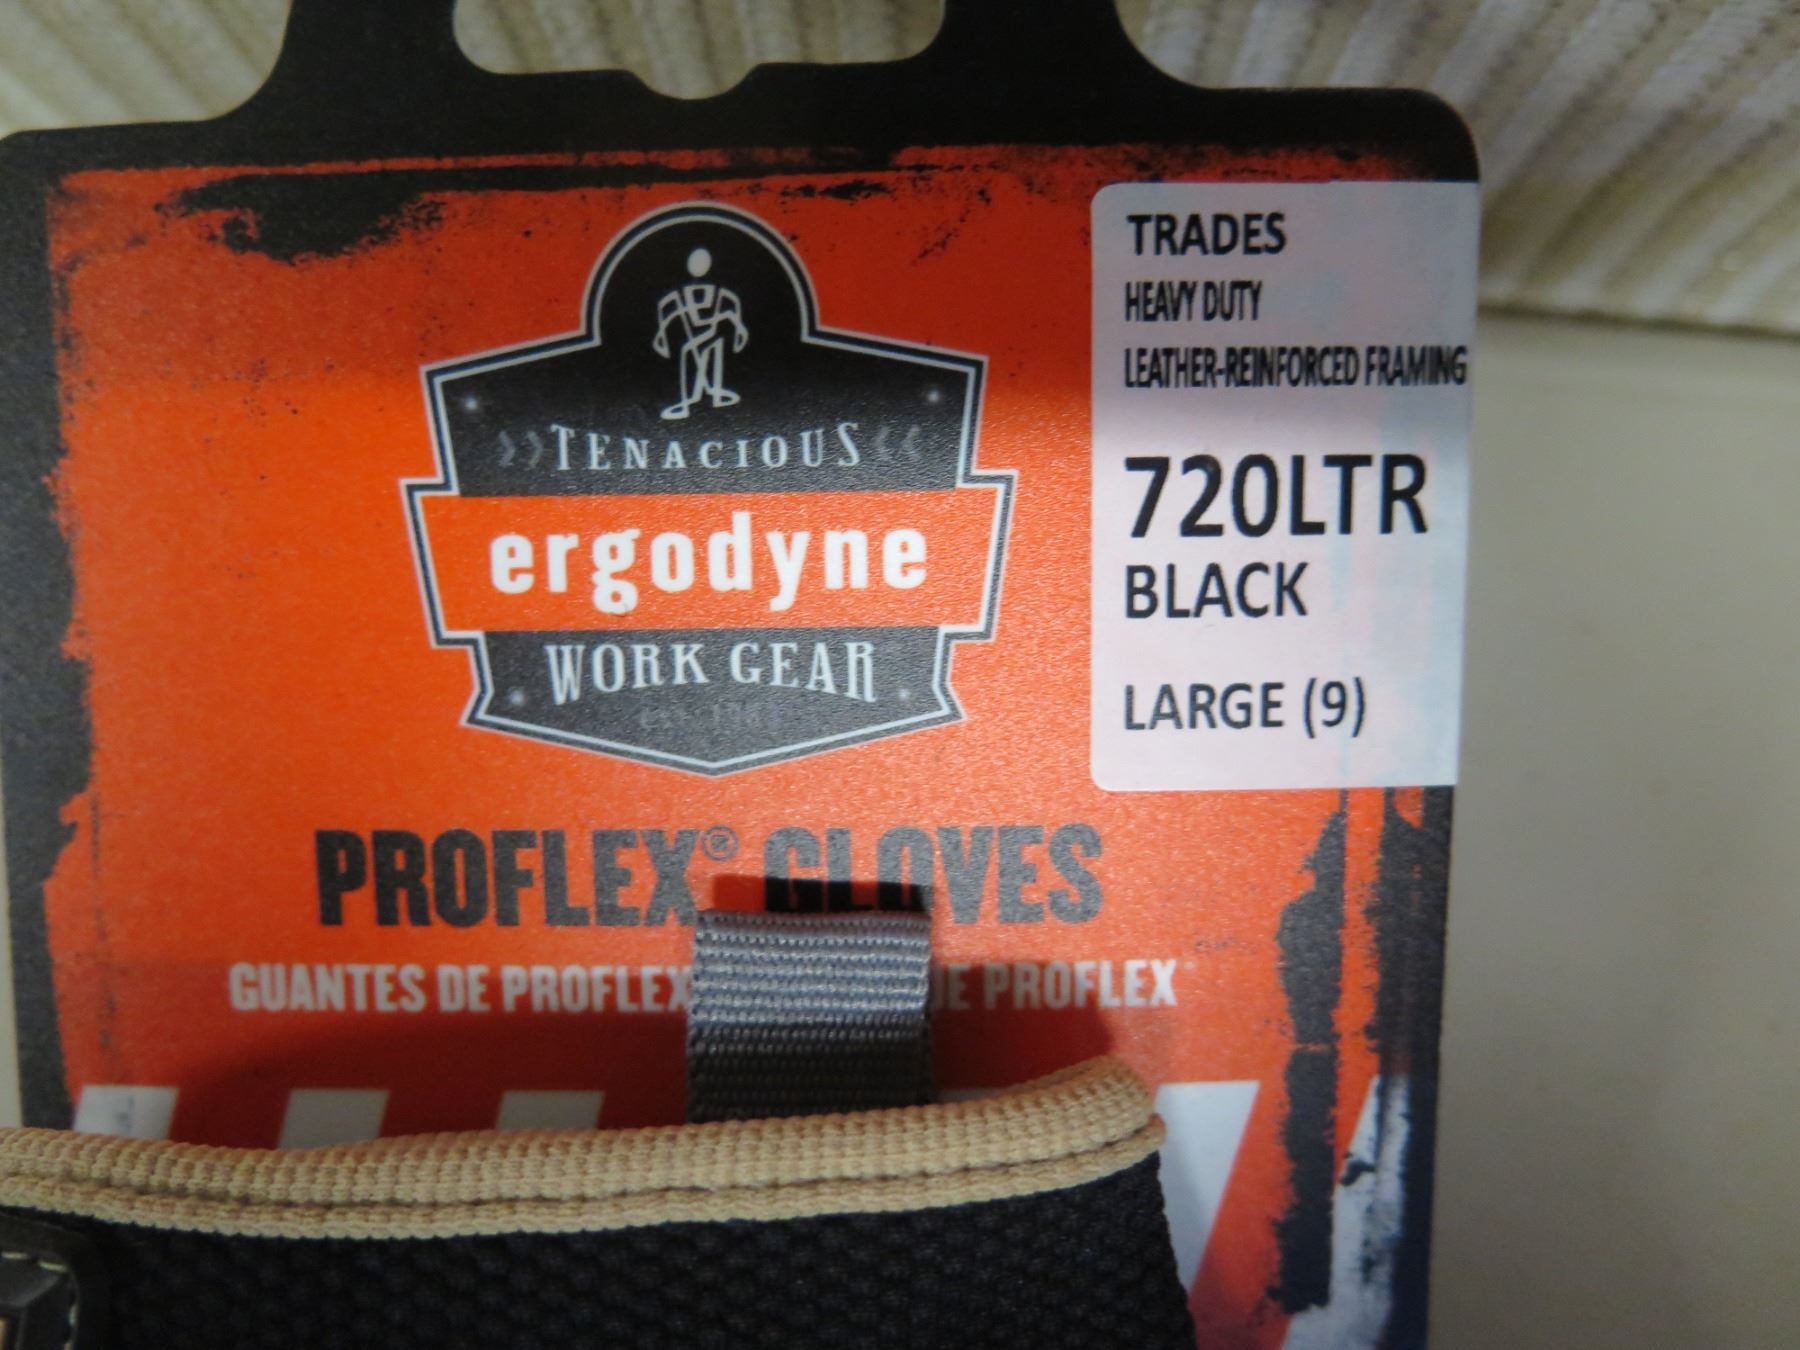 TENACIOUS
ergodyne
WORK GEAR
TRADES
HEAVY DUTY
LEATHER-REINFORCED FRAMING
720LTR
BLACK
LARGE (9)
PROFLEX® GLOVES
GUANTES DE PROFLEX DE PROFLEX